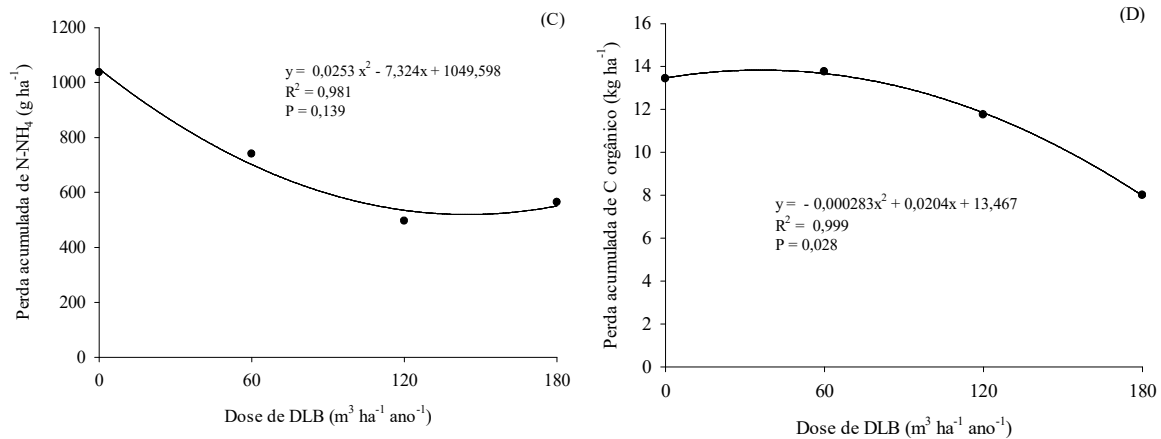 (C)
Perda acumulada de N-NH₄ (g ha⁻¹)
1200
1000
800
600
400
200
0
y = 0,0253 x² - 7,324x + 1049,598
R² = 0,981
P = 0,139
0 60 120 180
Dose de DLB (m³ ha⁻¹ ano⁻¹)
(D)
Perda acumulada de C orgânico (kg ha⁻¹)
16
14
12
10
8
6
4
2
0
y = - 0,000283x² + 0,0204x + 13,467
R² = 0,999
P = 0,028
0 60 120 180
Dose de DLB (m³ ha⁻¹ ano⁻¹)